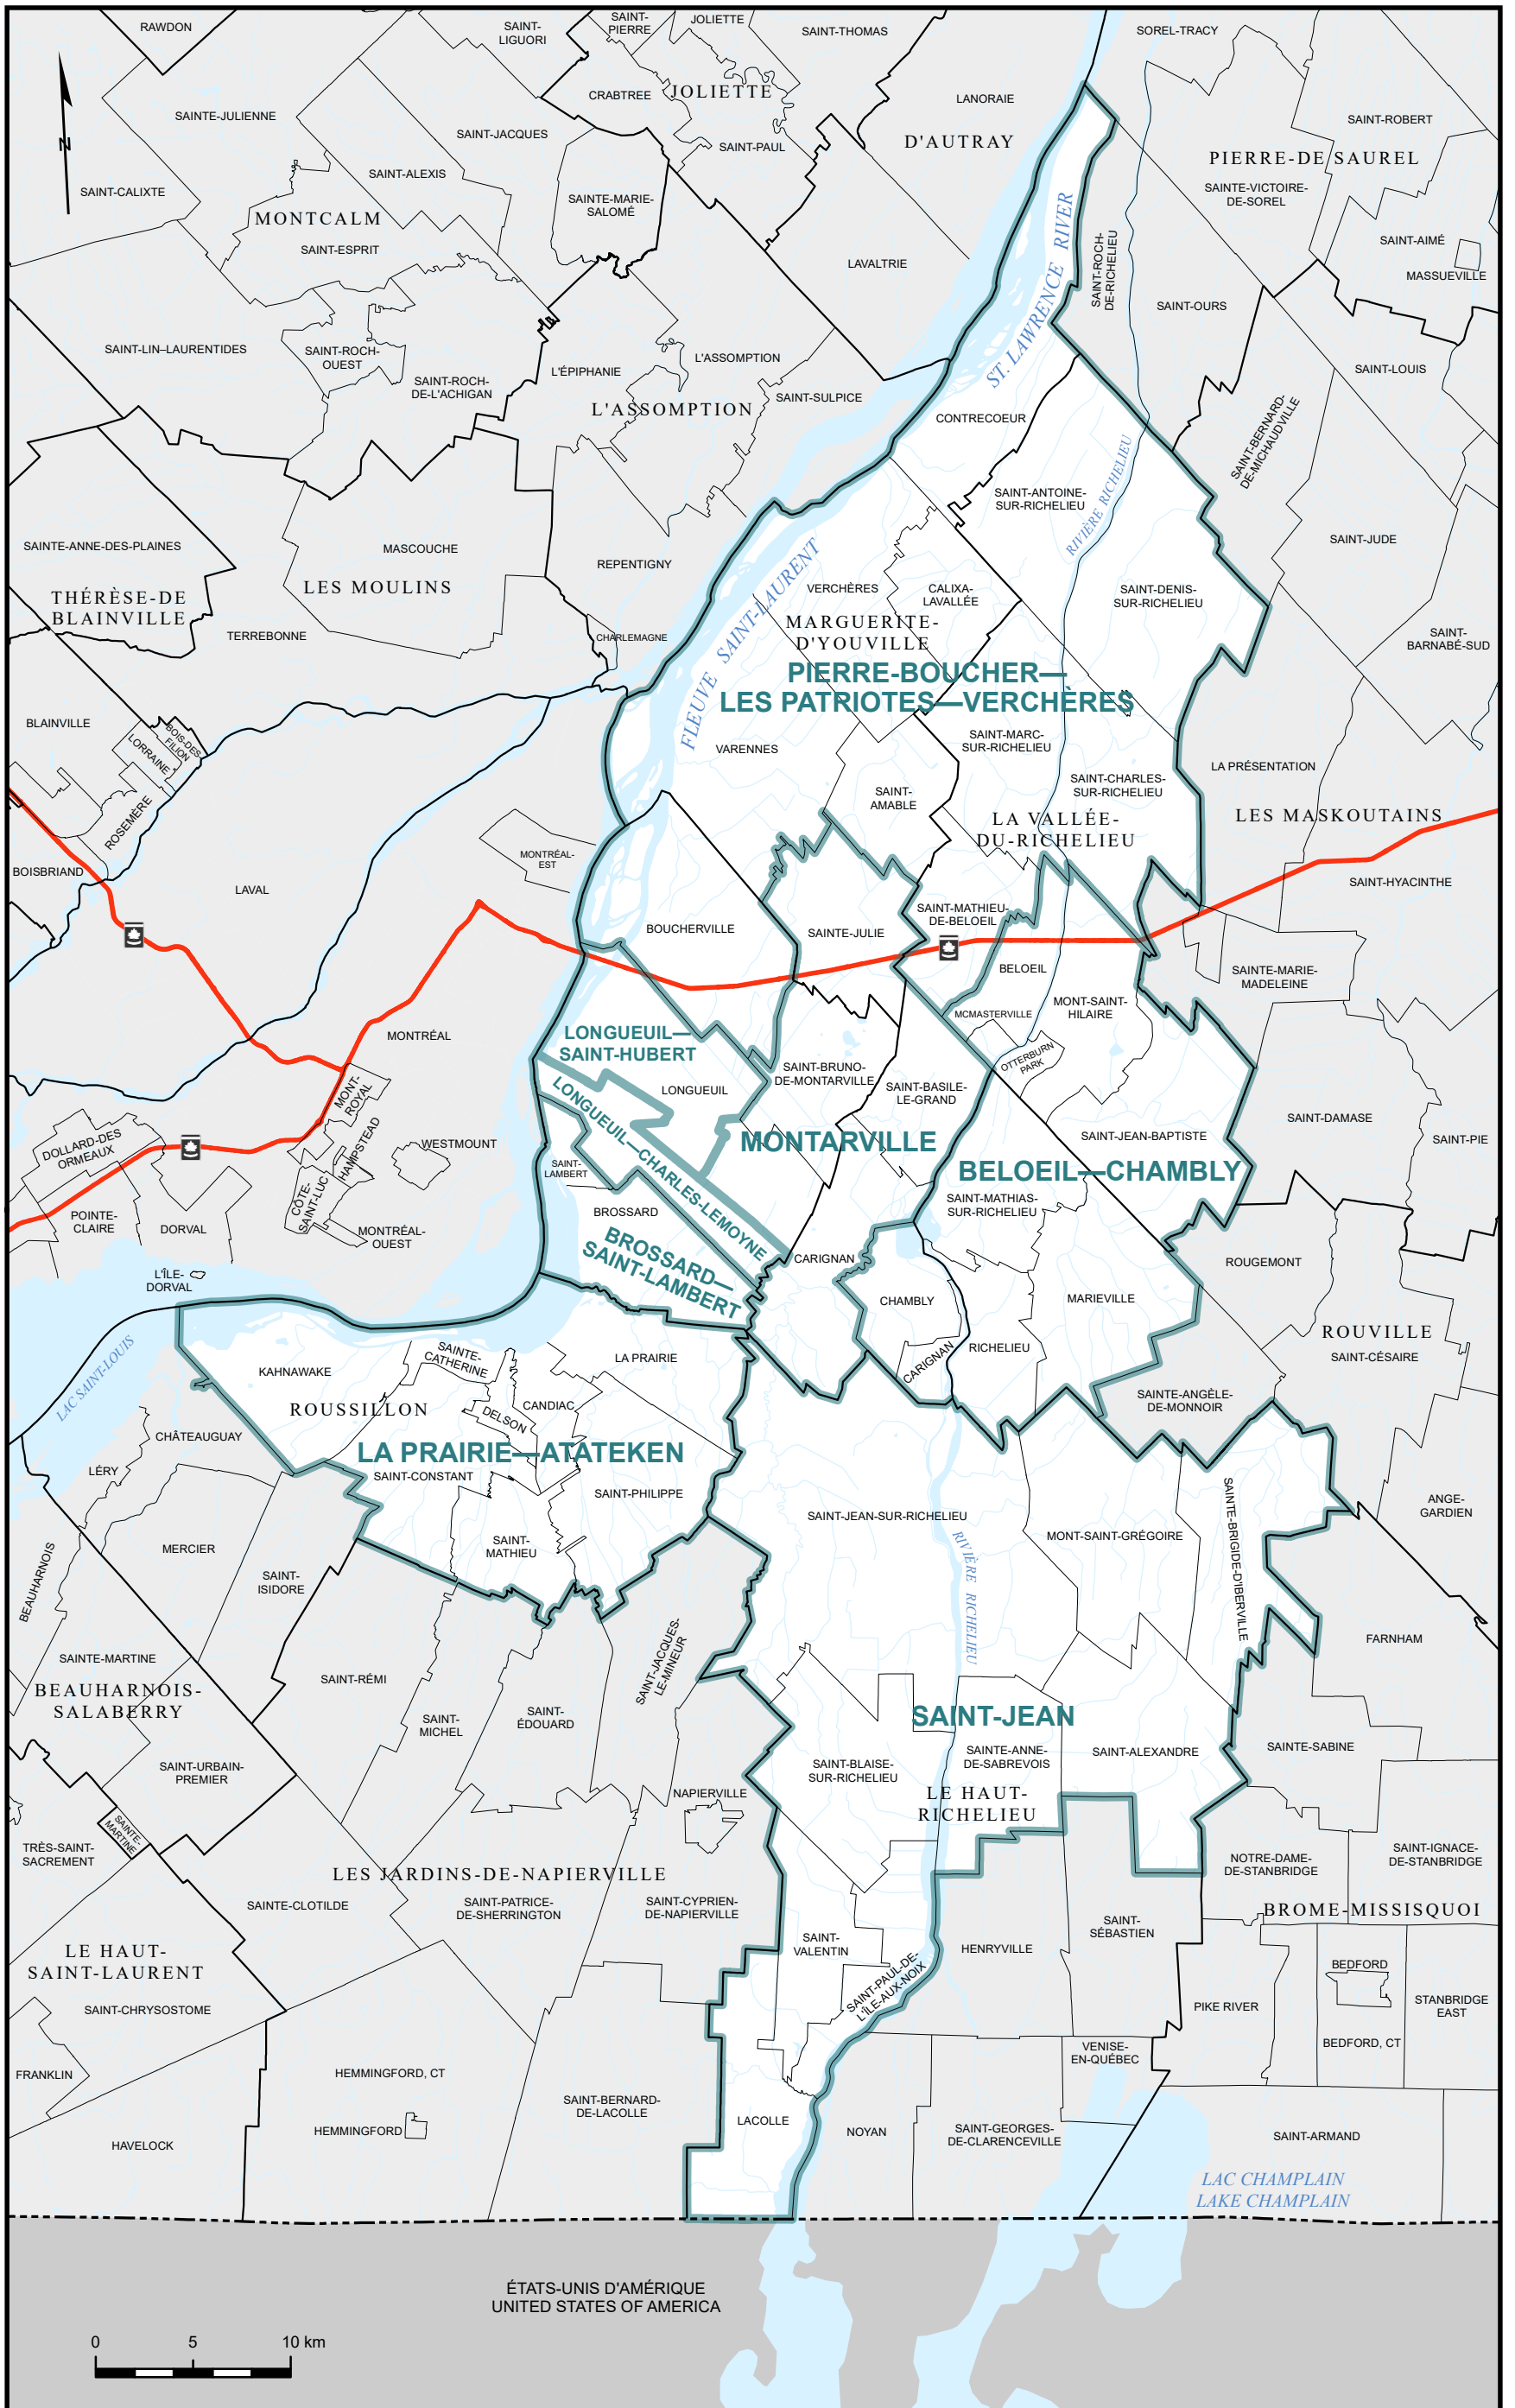 RAWDON
SAINT-
LIGUORI
SAINT-
PIERRE
JOLIETTE
SAINT-THOMAS
SOREL-TRACY
CRABTREE
JOLIETTE
LANORAIE
SAINTE-JULIENNE
SAINT-JACQUES
SAINT-PAUL
D'AUTRAY
SAINT-ROBERT
PIERRE-DE SAUREL
N
SAINT-CALIXTE
SAINT-ALEXIS
SAINTE-MARIE-
SALOMÉ
SAINTE-VICTOIRE-
DE-SOREL
MONTCALM
SAINT-ESPRIT
LAVALTRIE
ST. LAWRENCE RIVER
SAINT-ROCH-
DE-RICHELIEU
SAINT-AIMÉ
MASSUEVILLE
SAINT-OURS
SAINT-LIN–LAURENTIDES
SAINT-ROCH-
OUEST
SAINT-ROCH-
DE-L'ACHIGAN
L'ÉPIPHANIE
L'ASSOMPTION
SAINT-LOUIS
L'ASSOMPTION
SAINT-SULPICE
CONTRECOEUR
SAINT-BERNARD-
DE-MICHAUDVILLE
RIVIÈRE RICHELIEU
SAINT-ANTOINE-
SUR-RICHELIEU
SAINTE-ANNE-DES-PLAINES
MASCOUCHE
REPENTIGNY
SAINT-JUDE
THÉRÈSE-DE
BLAINVILLE
LES MOULINS
FLEUVE SAINT-LAURENT
VERCHÈRES
CALIXA-
LAVALLÉE
SAINT-DENIS-
SUR-RICHELIEU
TERREBONNE
CHARLEMAGNE
MARGUERITE-
D'YOUVILLE
SAINT-
BARNABÉ-SUD
PIERRE-BOUCHER—
LES PATRIOTES—VERCHÈRES
BLAINVILLE
BOIS-DES-
FILION
LORRAINE
VARENNES
SAINT-MARC-
SUR-RICHELIEU
LA PRÉSENTATION
SAINT-CHARLES-
SUR-RICHELIEU
ROSEMÈRE
SAINT-
AMABLE
LA VALLÉE-
DU-RICHELIEU
LES MASKOUTAINS
MONTRÉAL-
EST
BOISBRIAND
LAVAL
SAINT-HYACINTHE
BOUCHERVILLE
SAINTE-JULIE
SAINT-MATHIEU-
DE-BELOEIL
BELOEIL
SAINTE-MARIE-
MADELEINE
MONT-SAINT-
HILAIRE
MCMASTERVILLE
MONTRÉAL
LONGUEUIL—
SAINT-HUBERT
OTTERBURN
PARK
SAINT-BRUNO-
DE-MONTARVILLE
LONGUEUIL
SAINT-BASILE-
LE-GRAND
MONT-
ROYAL
SAINT-DAMASE
LONGUEUIL—CHARLES-LEMOYNE
DOLLARD-DES
ORMEAUX
HAMPSTEAD
WESTMOUNT
MONTARVILLE
SAINT-JEAN-BAPTISTE
SAINT-PIE
SAINT-
LAMBERT
BELOEIL—CHAMBLY
CÔTE-
SAINT-LUC
SAINT-MATHIAS-
SUR-RICHELIEU
POINTE-
CLAIRE
DORVAL
MONTRÉAL-
OUEST
BROSSARD
CARIGNAN
ROUGEMONT
BROSSARD—
SAINT-LAMBERT
L'ÎLE-
DORVAL
CHAMBLY
MARIEVILLE
LAC SAINT-LOUIS
ROUVILLE
RICHELIEU
SAINT-CÉSAIRE
CARIGNAN
KAHNAWAKE
SAINTE-
CATHERINE
LA PRAIRIE
SAINTE-ANGÈLE-
DE-MONNOIR
ROUSSILLON
CANDIAC
DELSON
CHÂTEAUGUAY
LA PRAIRIE—ATATEKEN
LÉRY
SAINT-CONSTANT
SAINT-PHILIPPE
ANGE-
GARDIEN
SAINT-JEAN-SUR-RICHELIEU
SAINTE-BRIGIDE-D'IBERVILLE
MERCIER
SAINT-
MATHIEU
MONT-SAINT-GRÉGOIRE
BEAUHARNOIS
SAINT-
ISIDORE
RIVIÈRE RICHELIEU
SAINTE-MARTINE
SAINT-RÉMI
SAINT-JACQUES-
LE-MINEUR
FARNHAM
BEAUHARNOIS-
SALABERRY
SAINT-
MICHEL
SAINT-
ÉDOUARD
SAINT-JEAN
SAINT-URBAIN-
PREMIER
SAINT-BLAISE-
SUR-RICHELIEU
SAINTE-ANNE-
DE-SABREVOIS
SAINT-ALEXANDRE
SAINTE-SABINE
NAPIERVILLE
LE HAUT-
RICHELIEU
SAINTE-
MARTINE
TRÈS-SAINT-
SACREMENT
LES JARDINS-DE-NAPIERVILLE
NOTRE-DAME-
DE-STANBRIDGE
SAINT-IGNACE-
DE-STANBRIDGE
SAINTE-CLOTILDE
SAINT-PATRICE-
DE-SHERRINGTON
SAINT-CYPRIEN-
DE-NAPIERVILLE
BROME-MISSISQUOI
SAINT-
SÉBASTIEN
LE HAUT-
SAINT-LAURENT
SAINT-
VALENTIN
HENRYVILLE
BEDFORD
SAINT-PAUL-DE-
L'ÎLE-AUX-NOIX
SAINT-CHRYSOSTOME
PIKE RIVER
STANBRIDGE
EAST
BEDFORD, CT
VENISE-
EN-QUÉBEC
FRANKLIN
HEMMINGFORD, CT
SAINT-BERNARD-
DE-LACOLLE
LACOLLE
HEMMINGFORD
NOYAN
SAINT-GEORGES-
DE-CLARENCEVILLE
SAINT-ARMAND
HAVELOCK
LAC CHAMPLAIN
LAKE CHAMPLAIN
ÉTATS-UNIS D'AMÉRIQUE
UNITED STATES OF AMERICA
0 5 10 km